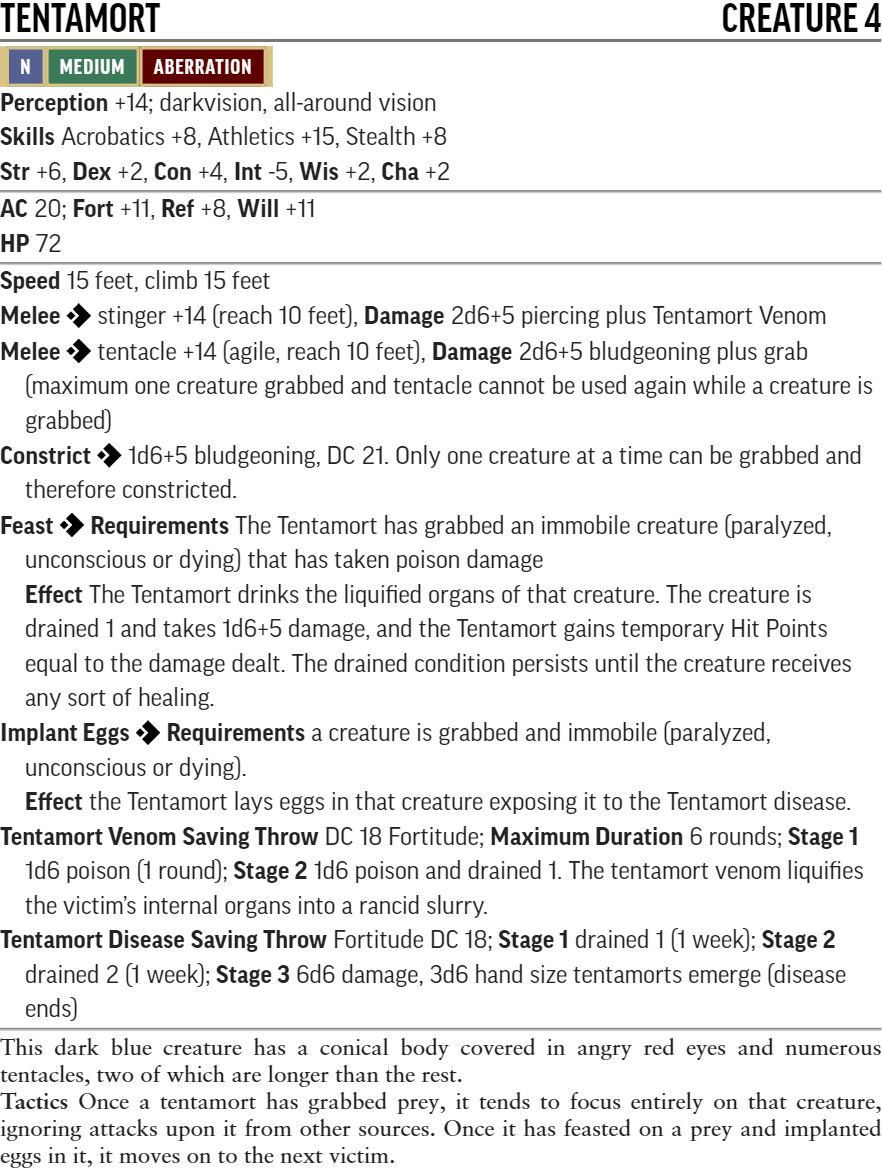 TENTAMORT CREATURE 4
N MEDIUM ABERRATION
Perception +14; darkvision, all-around vision
Skills Acrobatics +8, Athletics +15, Stealth +8
Str +6, Dex +2, Con +4, Int -5, Wis +2, Cha +2
AC 20; Fort +11, Ref +8, Will +11
HP 72
Speed 15 feet, climb 15 feet
Melee stinger +14 (reach 10 feet), Damage 2d6+5 piercing plus Tentamort Venom
Melee tentacle +14 (agile, reach 10 feet), Damage 2d6+5 bludgeoning plus grab
(maximum one creature grabbed and tentacle cannot be used again while a creature is
grabbed)
Constrict 1d6+5 bludgeoning, DC 21. Only one creature at a time can be grabbed and
therefore constricted.
Feast Requirements The Tentamort has grabbed an immobile creature (paralyzed,
unconscious or dying) that has taken poison damage
Effect The Tentamort drinks the liquified organs of that creature. The creature is
drained 1 and takes 1d6+5 damage, and the Tentamort gains temporary Hit Points
equal to the damage dealt. The drained condition persists until the creature receives
any sort of healing.
Implant Eggs Requirements a creature is grabbed and immobile (paralyzed,
unconscious or dying).
Effect the Tentamort lays eggs in that creature exposing it to the Tentamort disease.
Tentamort Venom Saving Throw DC 18 Fortitude; Maximum Duration 6 rounds; Stage 1
1d6 poison (1 round); Stage 2 1d6 poison and drained 1. The tentamort venom liquifies
the victim's internal organs into a rancid slurry.
Tentamort Disease Saving Throw Fortitude DC 18; Stage 1 drained 1 (1 week); Stage 2
drained 2 (1 week); Stage 3 6d6 damage, 3d6 hand size tentamorts emerge (disease
ends)
This dark blue creature has a conical body covered in angry red eyes and numerous
tentacles, two of which are longer than the rest.
Tactics Once a tentamort has grabbed prey, it tends to focus entirely on that creature,
ignoring attacks upon it from other sources. Once it has feasted on a prey and implanted
eggs in it, it moves on to the next victim.